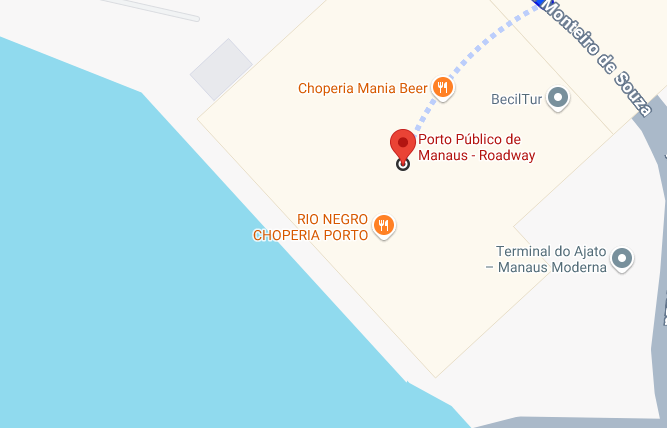 Monteiro de Souza
Choperia Mania Beer
BecilTur
Porto Público de
Manaus - Roadway
RIO NEGRO
CHOPERIA PORTO
Terminal do Ajato
– Manaus Moderna